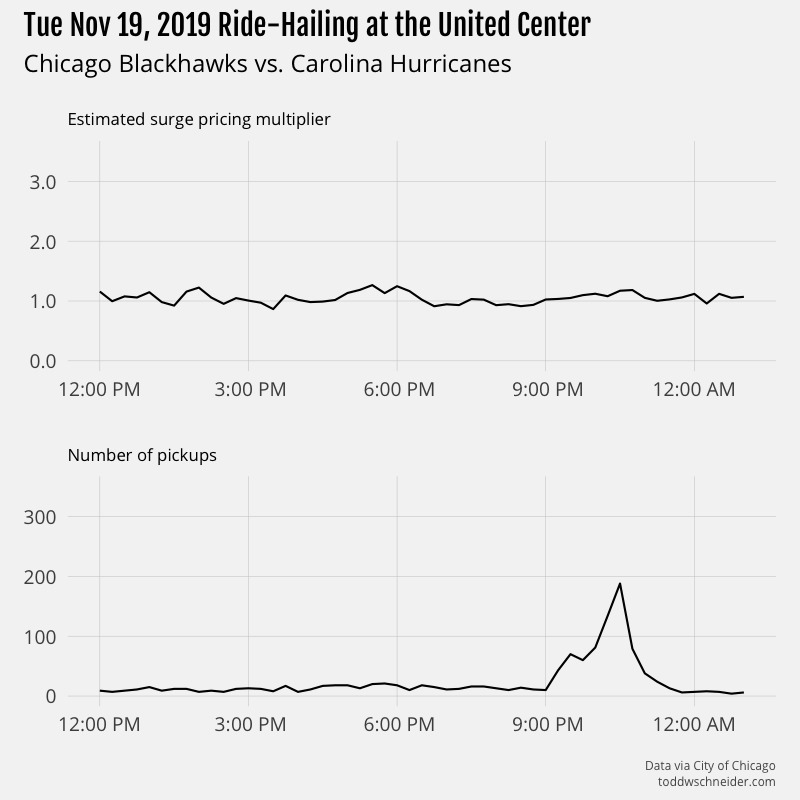 Tue Nov 19, 2019 Ride-Hailing at the United Center
Chicago Blackhawks vs. Carolina Hurricanes
Estimated surge pricing multiplier
3.0
2.0
1.0
0.0
12:00 PM 3:00 PM 6:00 PM 9:00 PM 12:00 AM
Number of pickups
300
200
100
0
12:00 PM 3:00 PM 6:00 PM 9:00 PM 12:00 AM
Data via City of Chicago
toddwschneider.com